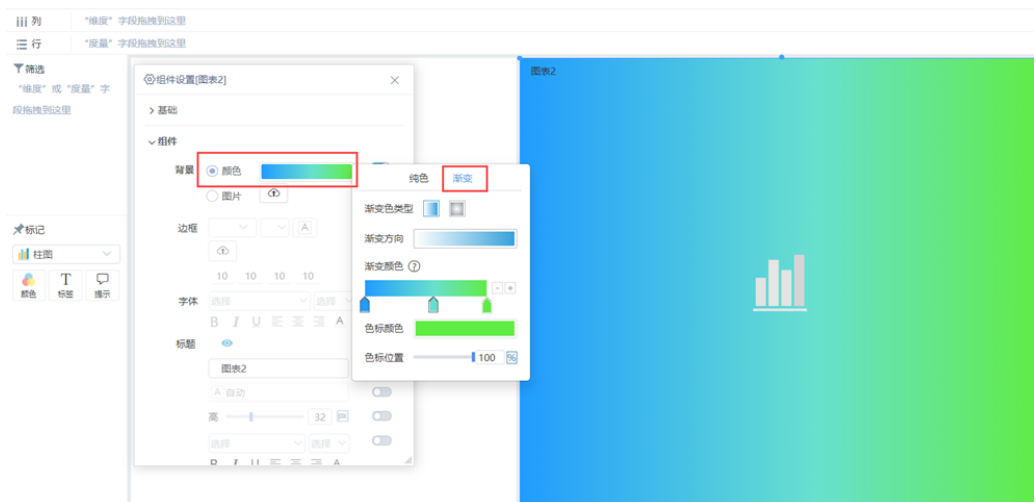 列 "维度" 字段拖拽到这里
行 "度量" 字段拖拽到这里
筛选
"维度" 或 "度量" 字
段拖拽到这里
标记
柱图
颜色 标签 提示
组件设置[图表2]
基础
组件
背景 颜色
图片
边框 A
10 10 10 10
字体 选择 选择
B I U A
标题
图表2
A 自动
高 32 px
选择 选择
B I U A
纯色 渐变
渐变色类型
渐变方向
渐变颜色 ?
- +
色标颜色
色标位置 100 %
图表2